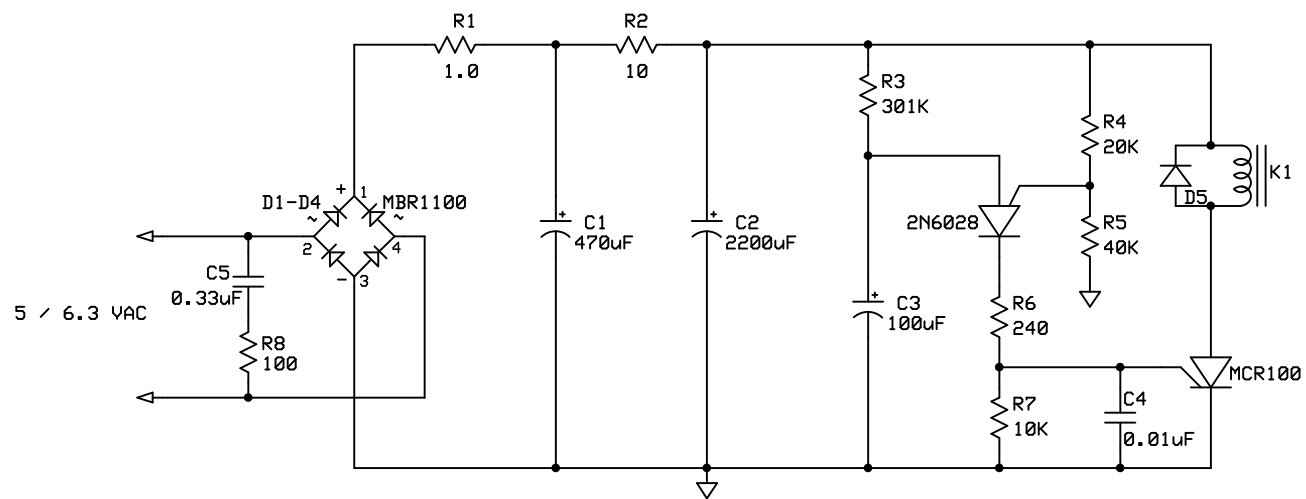 R1
1.0
R2
10
R3
301K
R4
20K
K1
D5
D1-D4
+
1
MBR1100
~
~
2
4
-
3
+
C1
470uF
+
C2
2200uF
2N6028
R5
40K
C5
0.33uF
5 / 6.3 VAC
R8
100
+
C3
100uF
R6
240
MCR100
R7
10K
C4
0.01uF